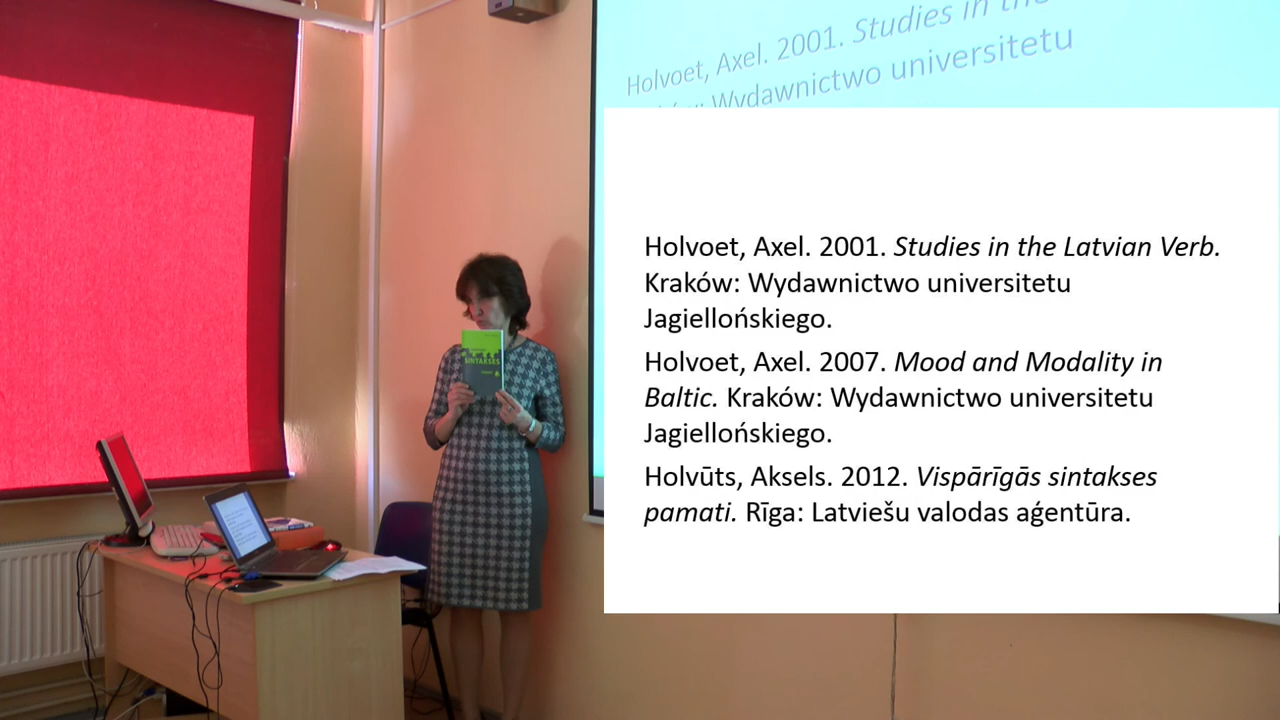 Holvoet, Axel. 2001. Studies in the
Wydawnictwo universitetu
Holvoet, Axel. 2001. Studies in the Latvian Verb.
Kraków: Wydawnictwo universitetu
Jagiellońskiego.
Holvoet, Axel. 2007. Mood and Modality in
Baltic. Kraków: Wydawnictwo universitetu
Jagiellońskiego.
Holvūts, Aksels. 2012. Vispārīgās sintakses
pamati. Rīga: Latviešu valodas aģentūra.
SINTAKSES